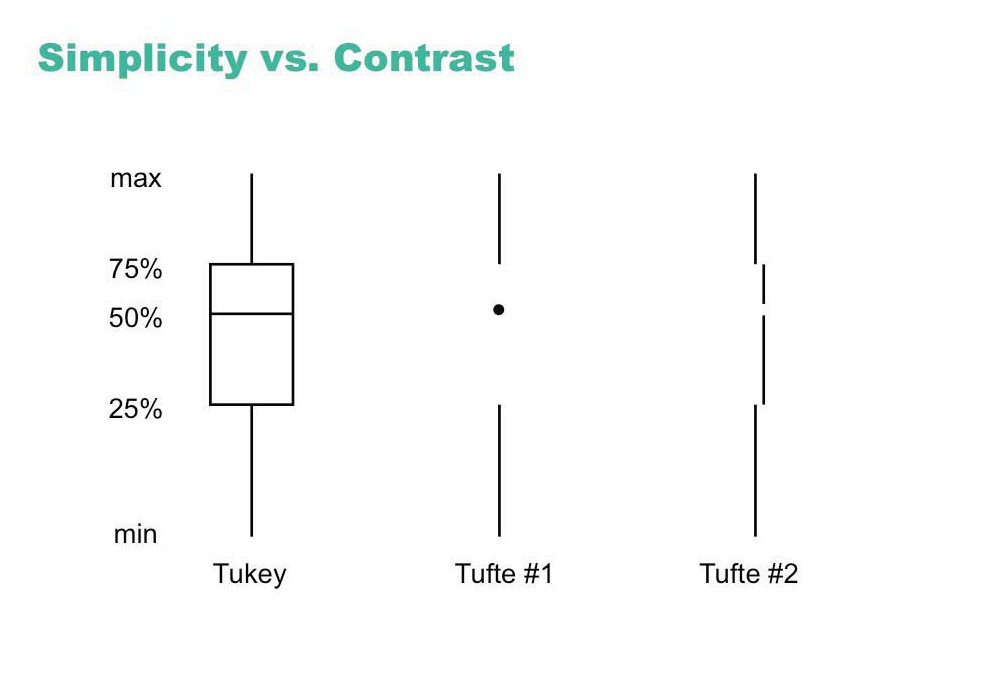 Simplicity vs. Contrast
max
75%
50%
25%
min
Tukey
Tufte #1
Tufte #2